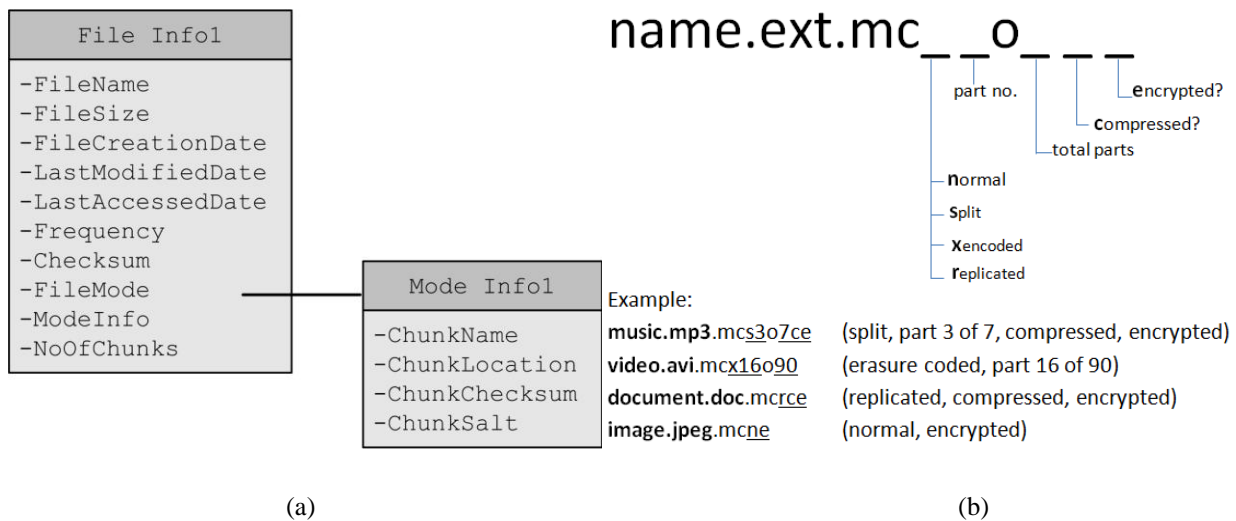 File Info1
-FileName
-FileSize
-FileCreationDate
-LastModifiedDate
-LastAccessedDate
-Frequency
-Checksum
-FileMode
-ModeInfo
-NoOfChunks
Mode Info1
-ChunkName
-ChunkLocation
-ChunkChecksum
-ChunkSalt
(a)
name.ext.mc__o___
part no.
encrypted?
compressed?
total parts
normal
split
xencoded
replicated
Example:
music.mp3.mcs3o7ce (split, part 3 of 7, compressed, encrypted)
video.avi.mcx16o90 (erasure coded, part 16 of 90)
document.doc.mcrce (replicated, compressed, encrypted)
image.jpeg.mcne (normal, encrypted)
(b)